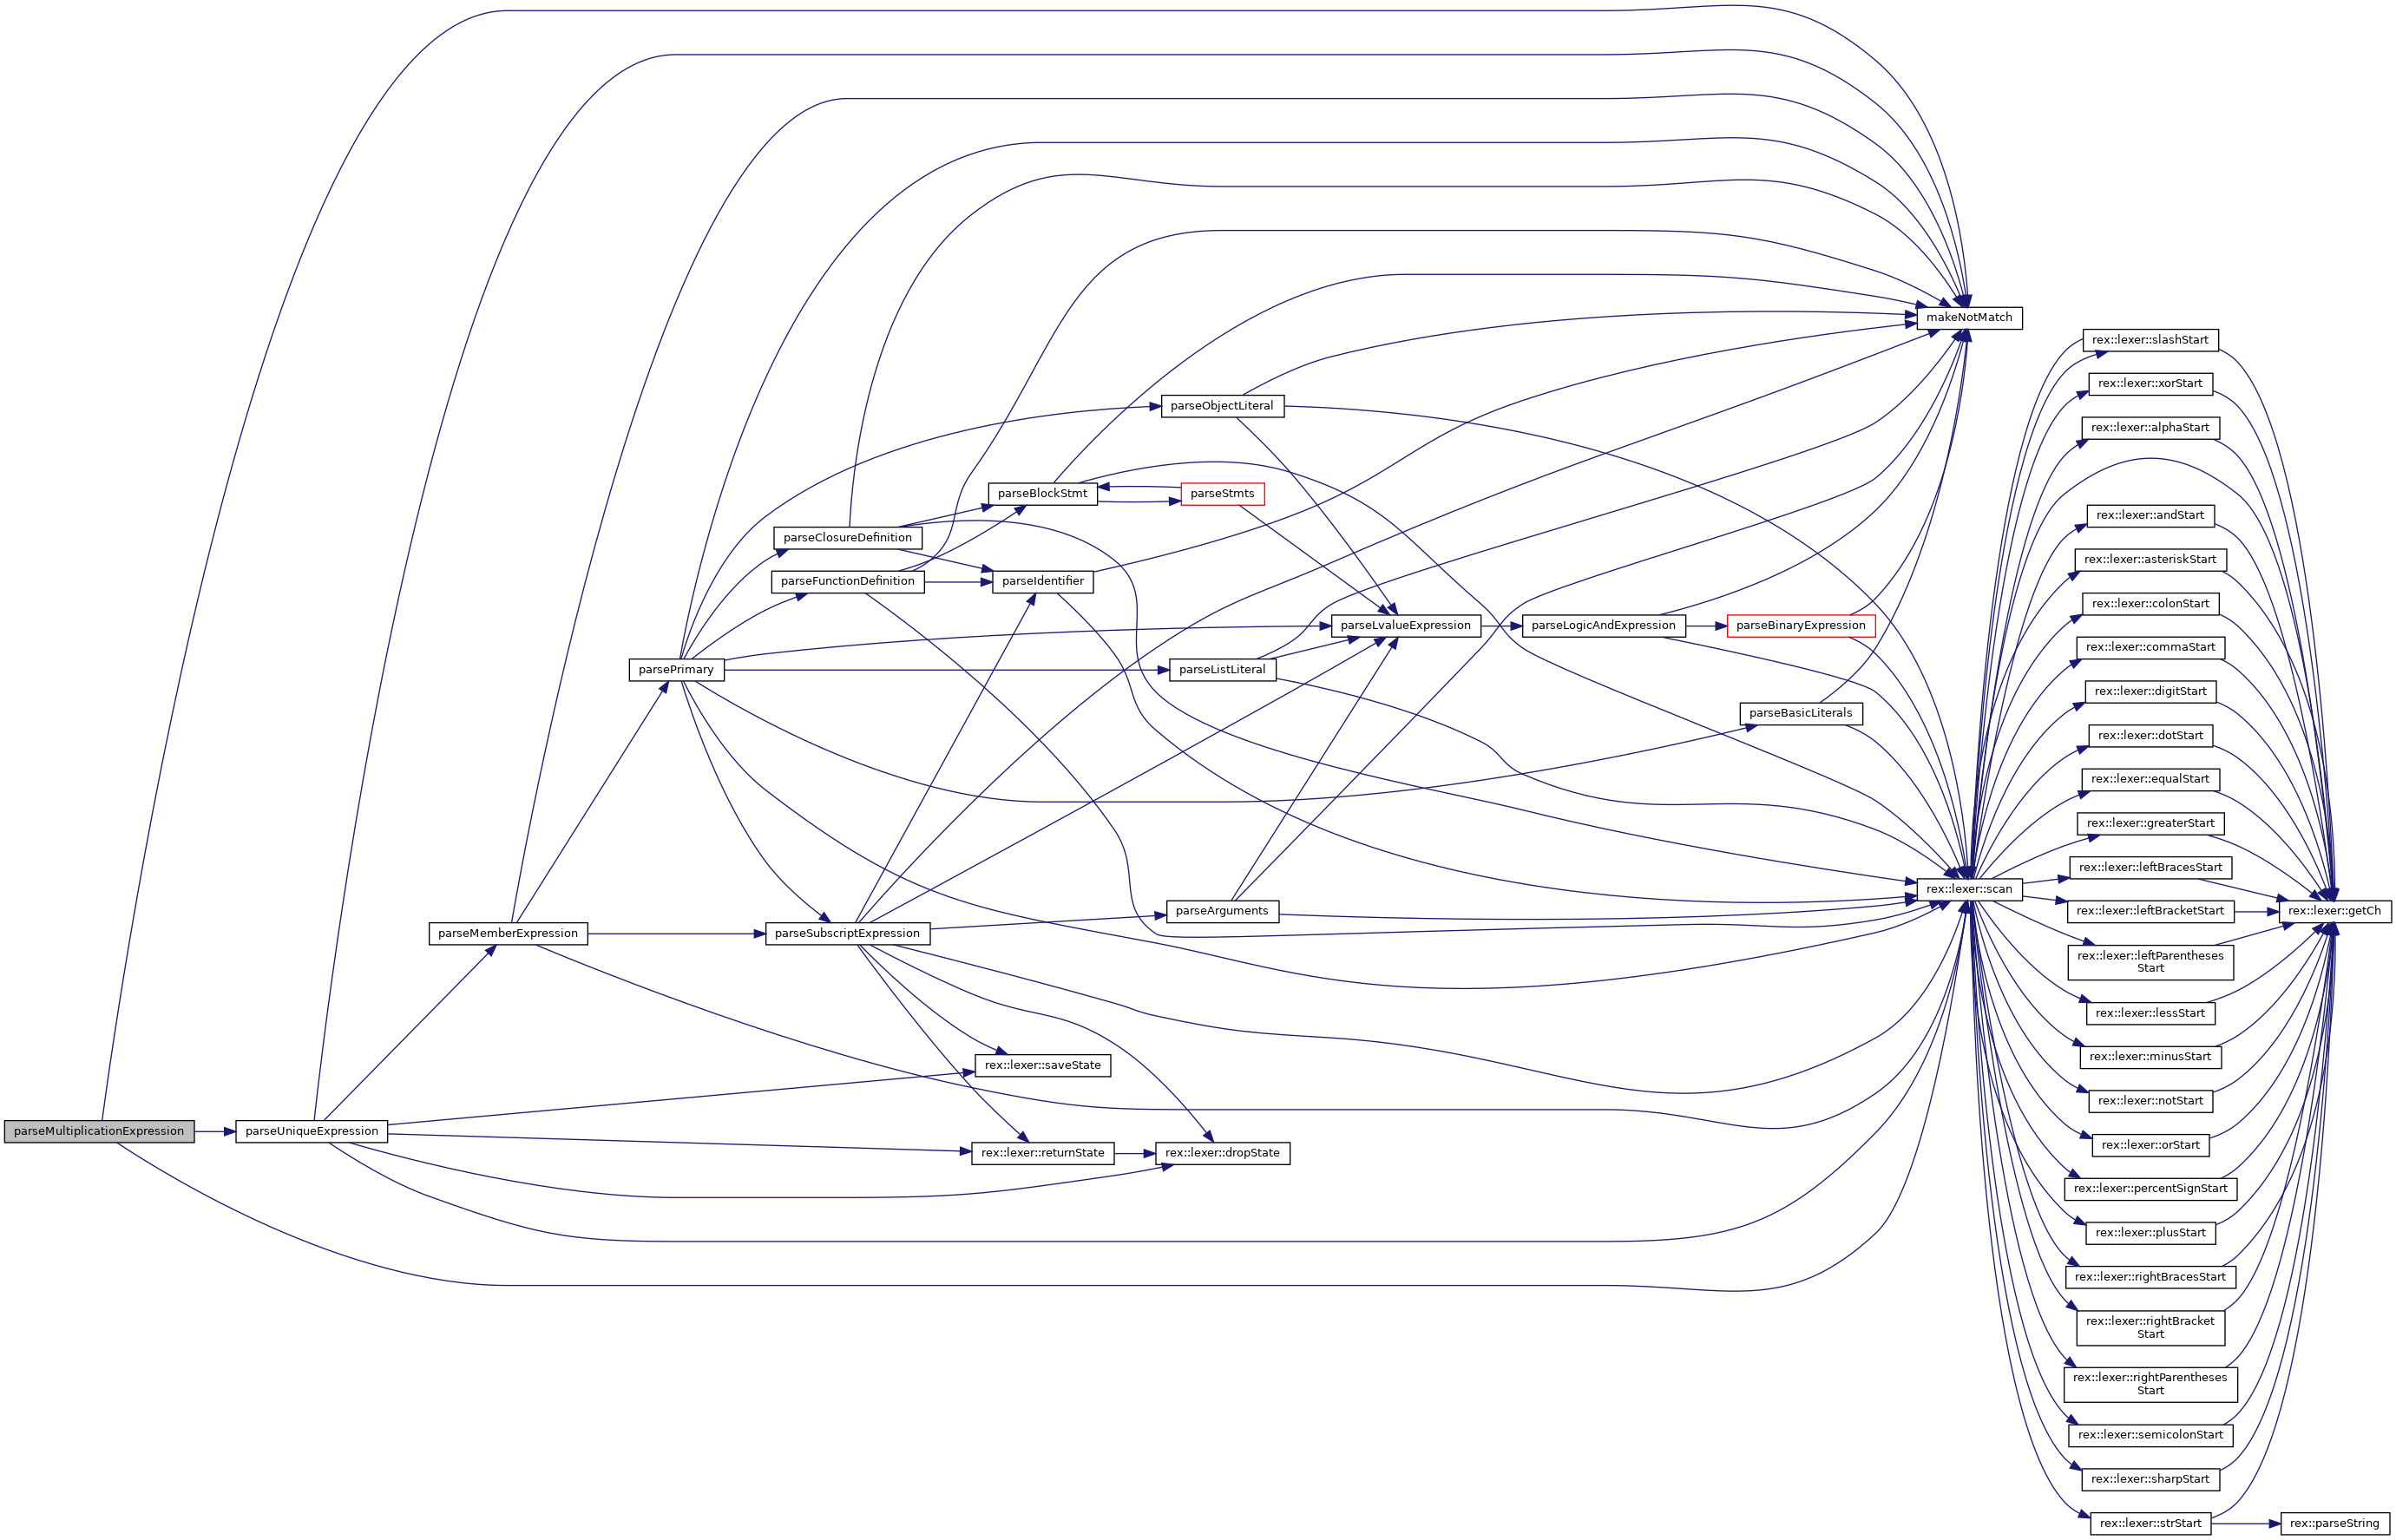 makeNotMatch
rex::lexer::slashStart
rex::lexer::xorStart
parseObjectLiteral
rex::lexer::alphaStart
parseBlockStmt
parseStmts
rex::lexer::andStart
parseClosureDefinition
rex::lexer::asteriskStart
parseFunctionDefinition
parseIdentifier
rex::lexer::colonStart
parseLvalueExpression
parseLogicAndExpression
parseBinaryExpression
rex::lexer::commaStart
parsePrimary
parseListLiteral
rex::lexer::digitStart
parseBasicLiterals
rex::lexer::dotStart
rex::lexer::equalStart
rex::lexer::greaterStart
rex::lexer::leftBracesStart
rex::lexer::scan
parseArguments
rex::lexer::leftBracketStart
rex::lexer::getCh
parseMemberExpression
parseSubscriptExpression
rex::lexer::leftParentheses
Start
rex::lexer::lessStart
rex::lexer::minusStart
rex::lexer::saveState
rex::lexer::notStart
parseMultiplicationExpression
parseUniqueExpression
rex::lexer::orStart
rex::lexer::returnState
rex::lexer::dropState
rex::lexer::percentSignStart
rex::lexer::plusStart
rex::lexer::rightBracesStart
rex::lexer::rightBracket
Start
rex::lexer::rightParentheses
Start
rex::lexer::semicolonStart
rex::lexer::sharpStart
rex::lexer::strStart
rex::parseString